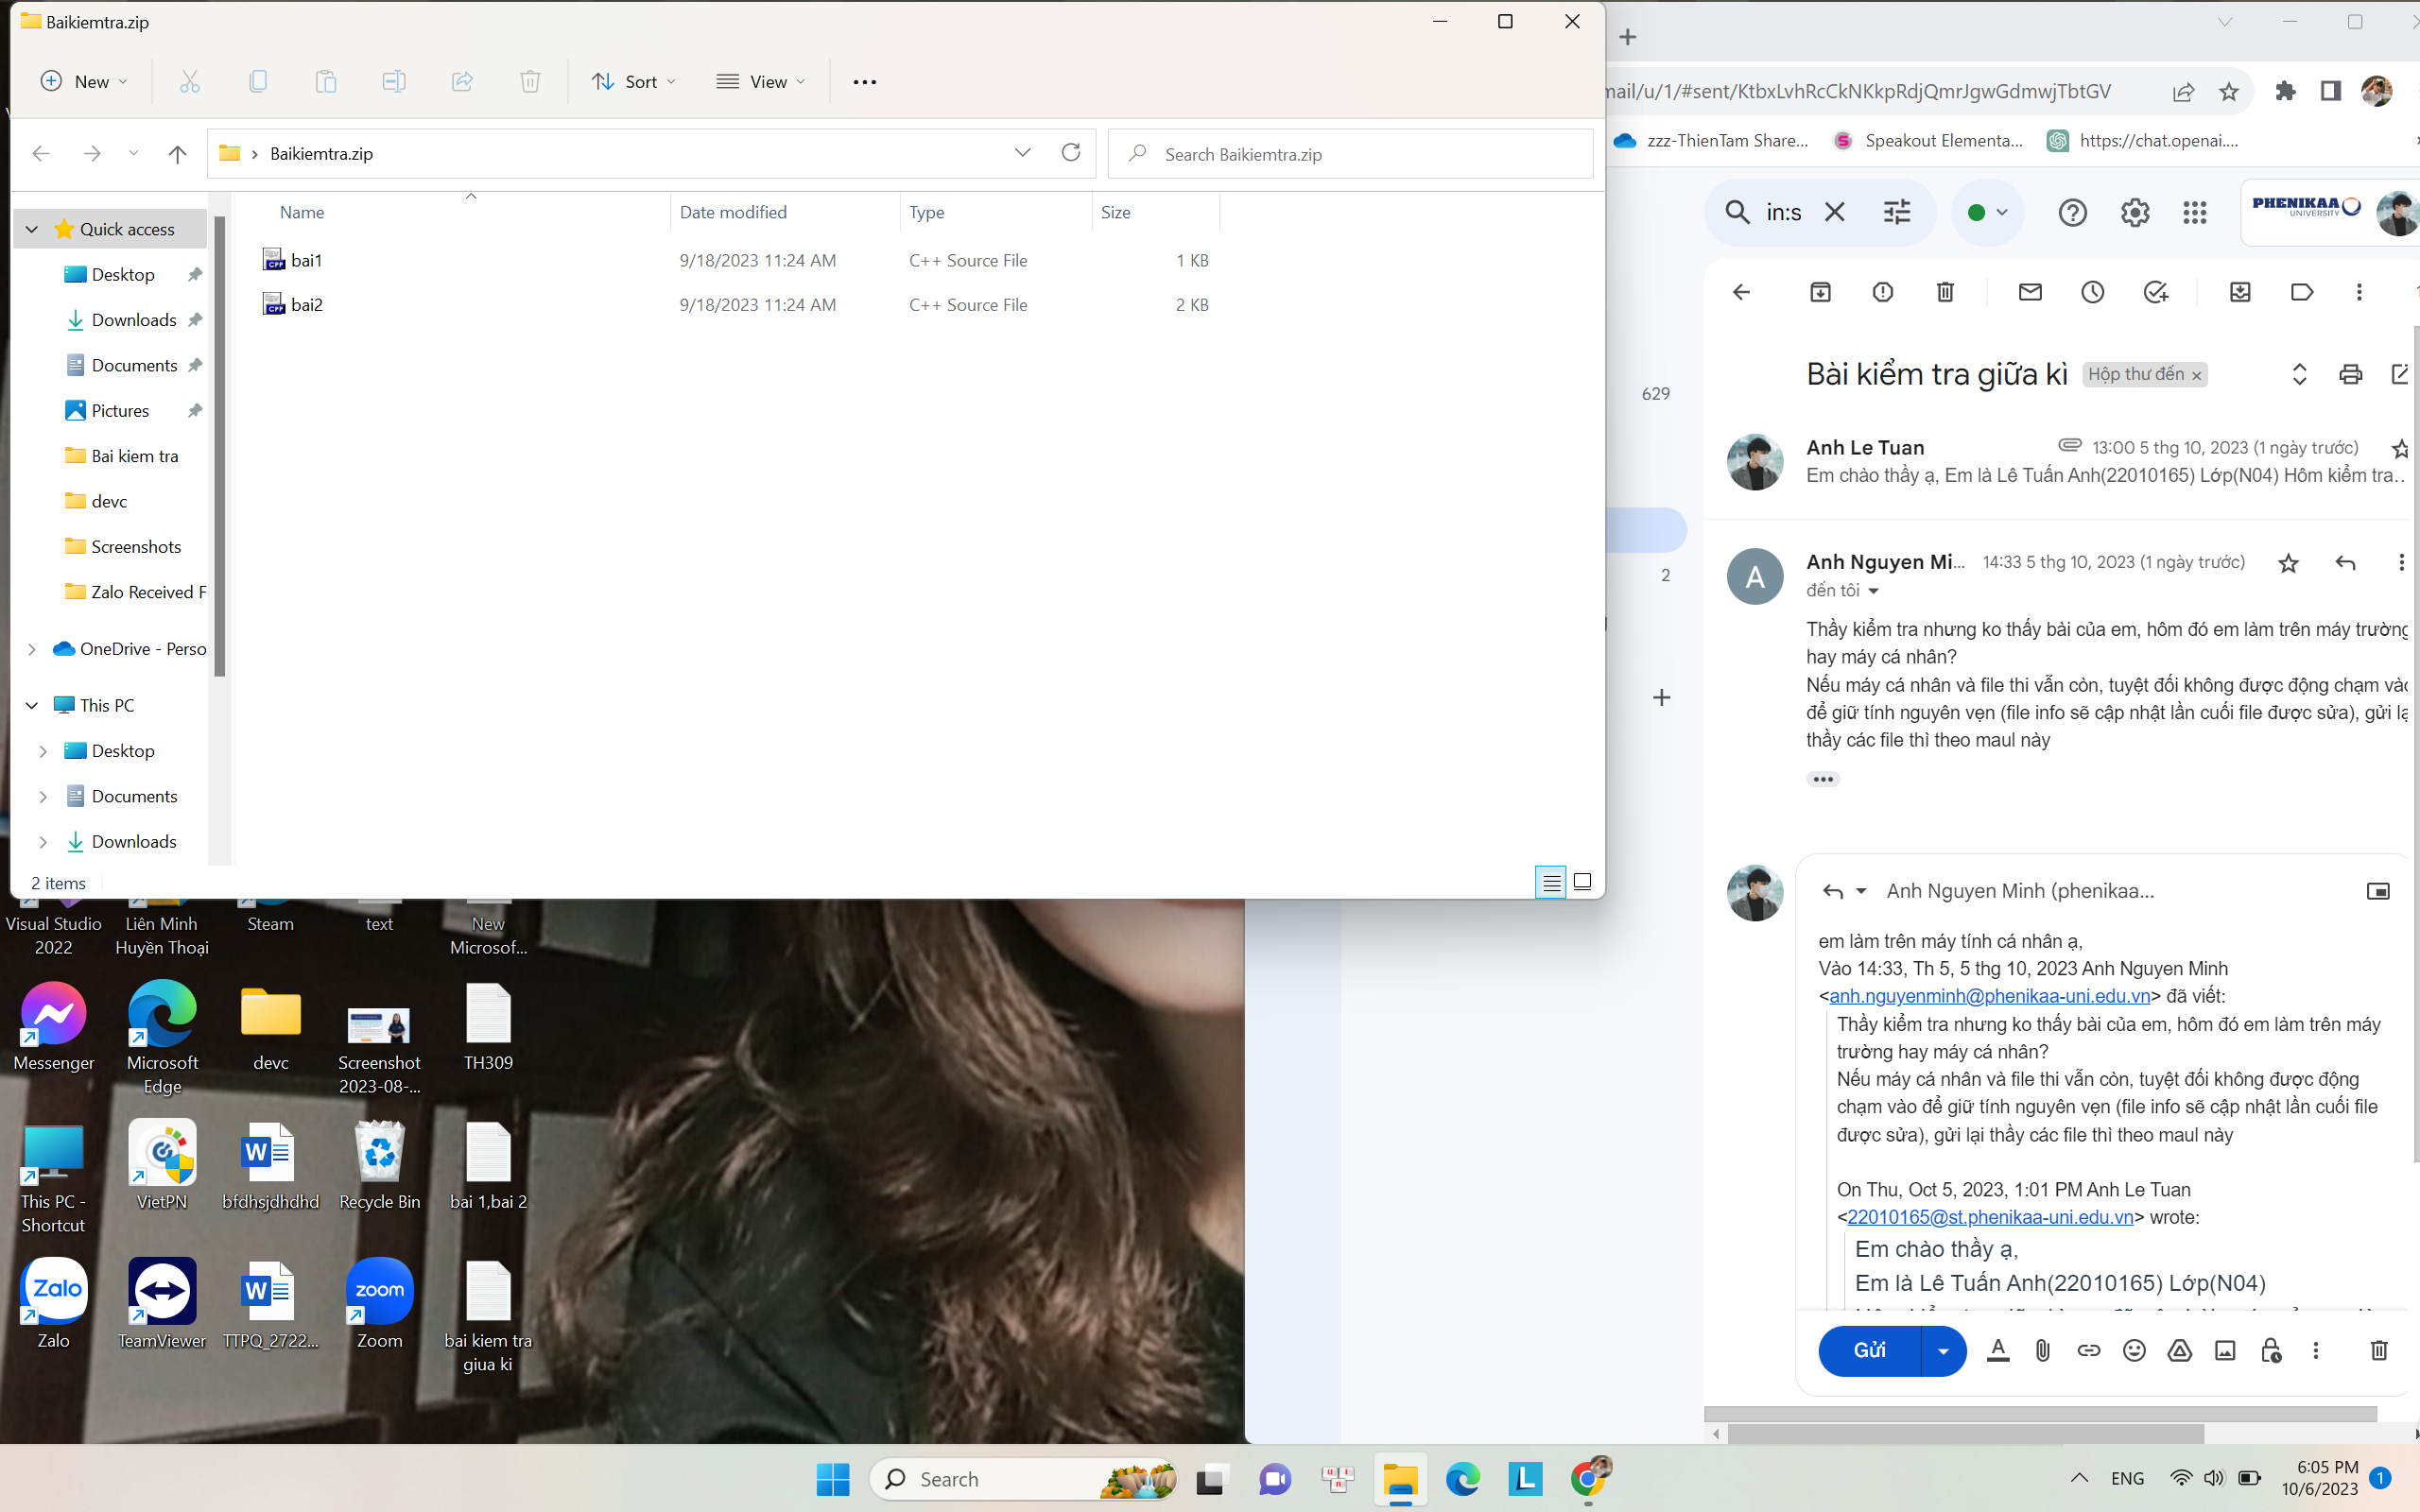 Baikiemtra.zip
New
Sort
View
Baikiemtra.zip
Search Baikiemtra.zip
Quick access
Desktop
Downloads
Documents
Pictures
Bai kiem tra
devc
Screenshots
Zalo Received F
OneDrive - Perso
This PC
Desktop
Documents
Downloads
Name
Date modified
Type
Size
bai1
9/18/2023 11:24 AM
C++ Source File
1 KB
bai2
9/18/2023 11:24 AM
C++ Source File
2 KB
2 items
Visual Studio
2022
Liên Minh
Huyền Thoại
Steam
text
New
Microsof...
Messenger
Microsoft
Edge
devc
Screenshot
2023-08-...
TH309
This PC -
Shortcut
VietPN
bfdhsjdhdhd
Recycle Bin
bai 1,bai 2
Zalo
TeamViewer
TTPQ_2722...
zoom
Zoom
bai kiem tra
giua ki
mail/u/1/#sent/KtbxLvhRcCkNKkpRdjQmrJgwGdmwjTbtGV
zzz-ThienTam Share...
Speakout Elementa...
https://chat.openai....
in:s
PHENIKAA
UNIVERSITY
629
2
Bài kiểm tra giữa kì
Hộp thư đến
Anh Le Tuan
13:00 5 thg 10, 2023 (1 ngày trước)
Em chào thầy ạ, Em là Lê Tuấn Anh(22010165) Lớp(N04) Hôm kiểm tra…
A
Anh Nguyen Mi...
14:33 5 thg 10, 2023 (1 ngày trước)
đến tôi
Thầy kiểm tra nhưng ko thấy bài của em, hôm đó em làm trên máy trường
hay máy cá nhân?
Nếu máy cá nhân và file thi vẫn còn, tuyệt đối không được động chạm vào
để giữ tính nguyên vẹn (file info sẽ cập nhật lần cuối file được sửa), gửi lạ
thầy các file thì theo maul này
Anh Nguyen Minh (phenikaa...
em làm trên máy tính cá nhân ạ,
Vào 14:33, Th 5, 5 thg 10, 2023 Anh Nguyen Minh
<anh.nguyenminh@phenikaa-uni.edu.vn> đã viết:
Thầy kiểm tra nhưng ko thấy bài của em, hôm đó em làm trên máy
trường hay máy cá nhân?
Nếu máy cá nhân và file thi vẫn còn, tuyệt đối không được động
chạm vào để giữ tính nguyên vẹn (file info sẽ cập nhật lần cuối file
được sửa), gửi lại thầy các file thì theo maul này
On Thu, Oct 5, 2023, 1:01 PM Anh Le Tuan
<22010165@st.phenikaa-uni.edu.vn> wrote:
Em chào thầy ạ,
Em là Lê Tuấn Anh(22010165) Lớp(N04)
Gửi
Search
ENG
6:05 PM
10/6/2023
1